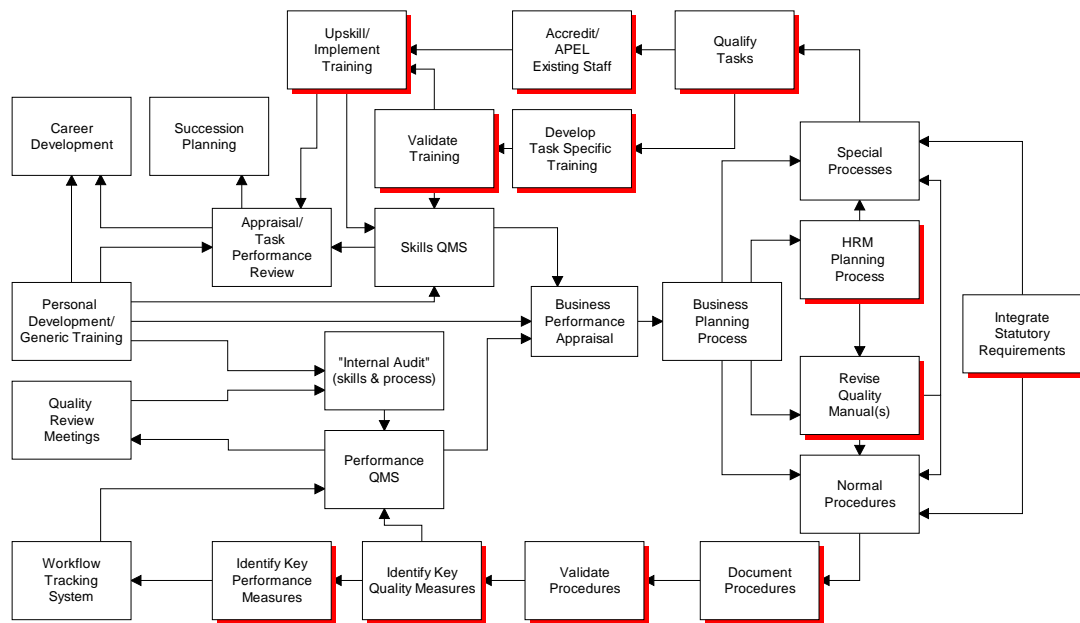 Upskill/
Implement
Training
Accredit/
APEL
Existing Staff
Qualify
Tasks
Career
Development
Succession
Planning
Validate
Training
Develop
Task Specific
Training
Special
Processes
Appraisal/
Task
Performance
Review
Skills QMS
HRM
Planning
Process
Personal
Development/
Generic Training
Business
Performance
Appraisal
Business
Planning
Process
Integrate
Statutory
Requirements
"Internal Audit"
(skills & process)
Quality
Review
Meetings
Revise
Quality
Manual(s)
Performance
QMS
Normal
Procedures
Workflow
Tracking
System
Identify Key
Performance
Measures
Identify Key
Quality Measures
Validate
Procedures
Document
Procedures